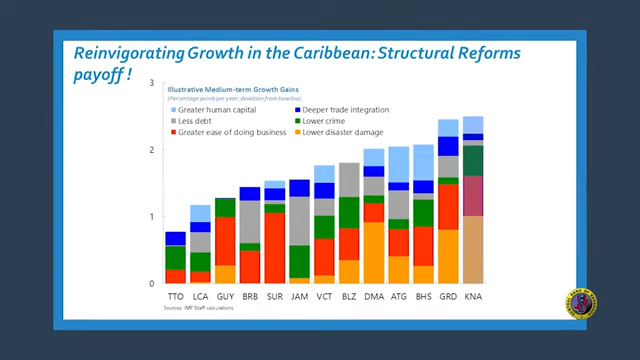 Reinvigorating Growth in the Caribbean: Structural Reforms
payoff !
Illustrative Medium-term Growth Gains
(Percentage points per year; deviation from baseline)
Greater human capital
Deeper trade integration
Less debt
Lower crime
Greater ease of doing business
Lower disaster damage
3
2
1
0
TTO LCA GUY BRB SUR JAM VCT BLZ DMA ATG BHS GRD KNA
Sources: IMF Staff calculations